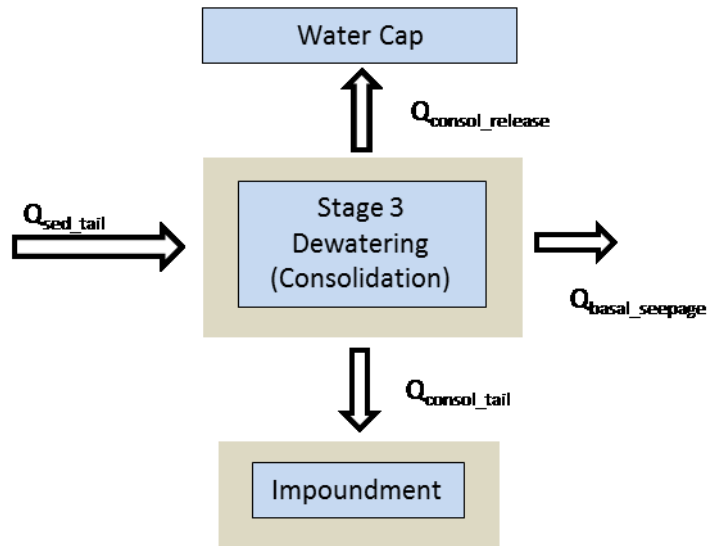 Water Cap
Qconsol_release
Qsed_tail
Stage 3
Dewatering
(Consolidation)
Qbasal_seepage
Qconsol_tail
Impoundment